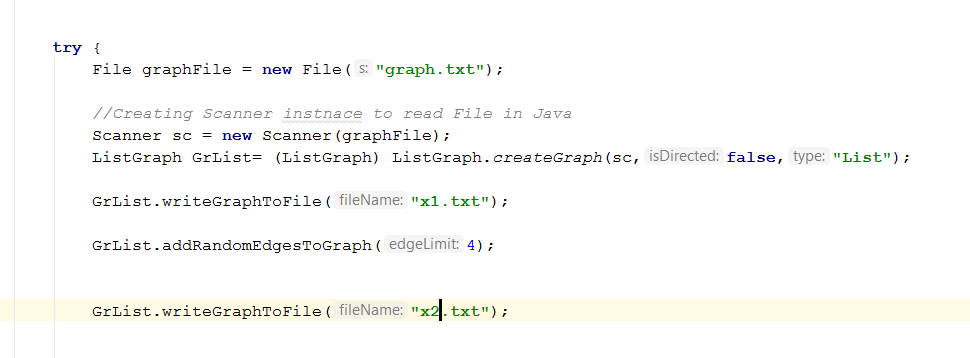 try {
File graphFile = new File( s: "graph.txt");
//Creating Scanner instnace to read File in Java
Scanner sc = new Scanner(graphFile);
ListGraph GrList= (ListGraph) ListGraph.createGraph(sc, isDirected: false, type: "List");
GrList.writeGraphToFile( fileName: "x1.txt");
GrList.addRandomEdgesToGraph( edgeLimit: 4);
GrList.writeGraphToFile( fileName: "x2.txt");